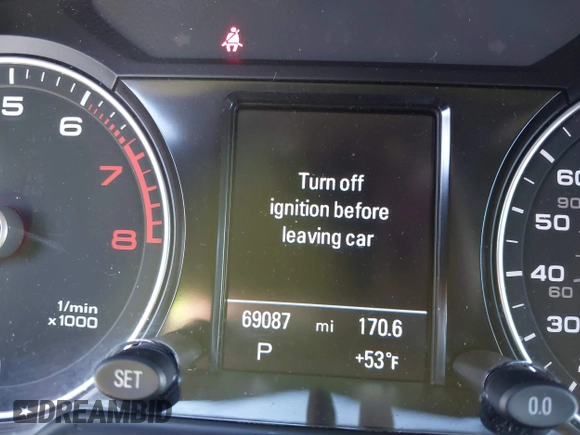 5
6
7
8
1/min
x1000
Turn off
ignition before
leaving car
69087 mi 170.6
P +53°F
SET
0.0
60
90
50
40
60
30
DREAMBID